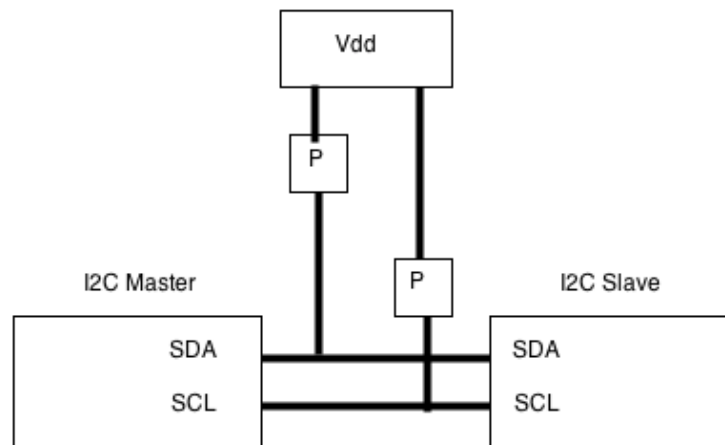 Vdd
P
P
I2C Master
I2C Slave
SDA
SDA
SCL
SCL